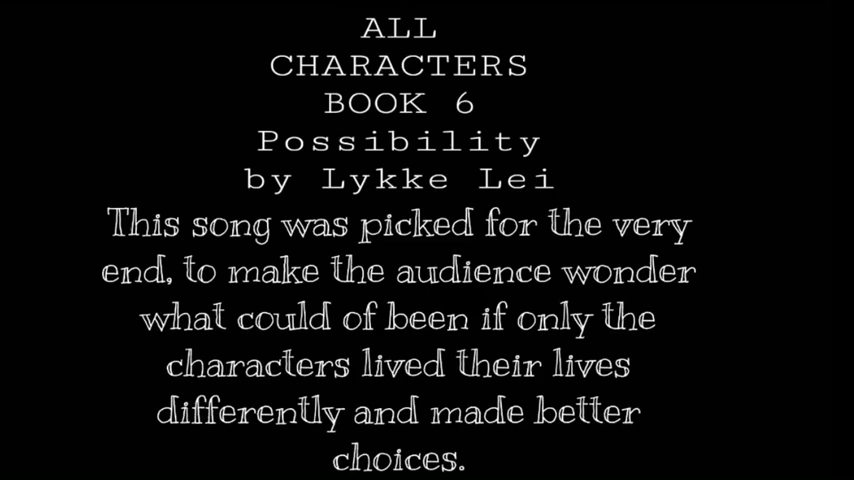 ALL
CHARACTERS
BOOK 6
Possibility
by Lykke Lei
This song was picked for the very
end, to make the audience wonder
what could of been if only the
characters lived their lives
differently and made better
choices.